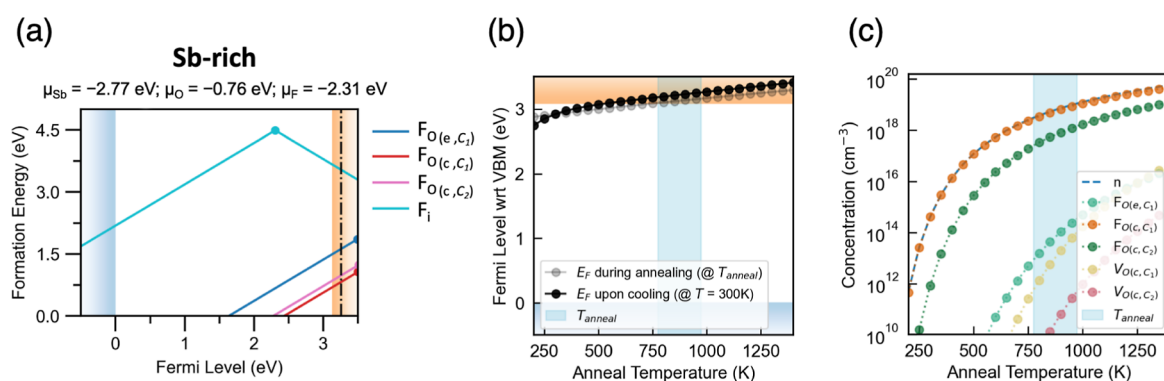 (a)
Sb-rich
μSb = −2.77 eV; μO = −0.76 eV; μF = −2.31 eV
Formation Energy (eV)
4.5
3.0
1.5
0.0
0
1
2
3
Fermi Level (eV)
FO(e,C1)
FO(c,C1)
FO(c,C2)
Fi
(b)
Fermi Level wrt VBM (eV)
3
2
1
0
EF during annealing (@ Tanneal)
EF upon cooling (@ T = 300K)
Tanneal
250
500
750
1000
1250
Anneal Temperature (K)
(c)
Concentration (cm−3)
10^20
10^18
10^16
10^14
10^12
10^10
n
FO(e,C1)
FO(c,C1)
FO(c,C2)
VO(c,C1)
VO(c,C2)
Tanneal
250
500
750
1000
1250
Anneal Temperature (K)